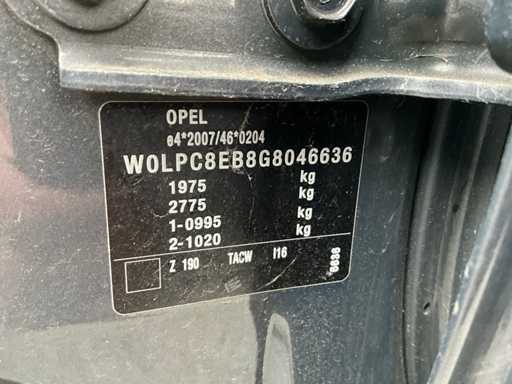 OPEL
e4*2007/46*0204
W0LPC8EB8G8046636
1975 kg
2775 kg
1-0995 kg
2-1020 kg
Z 190 TACW I16 6636